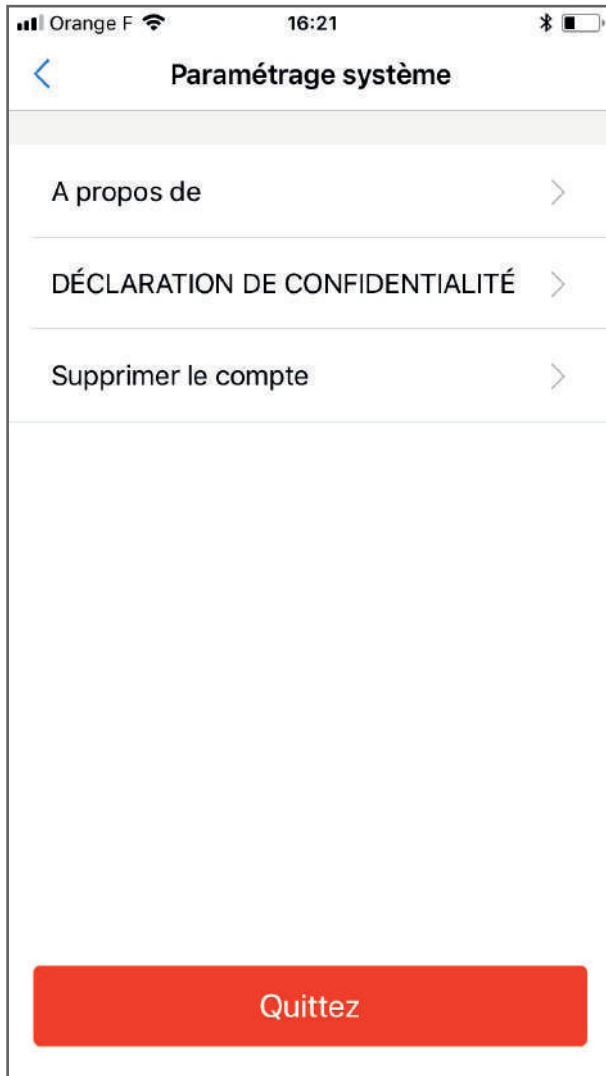 Orange F 16:21
Paramétrage système
A propos de
DÉCLARATION DE CONFIDENTIALITÉ
Supprimer le compte
Quittez